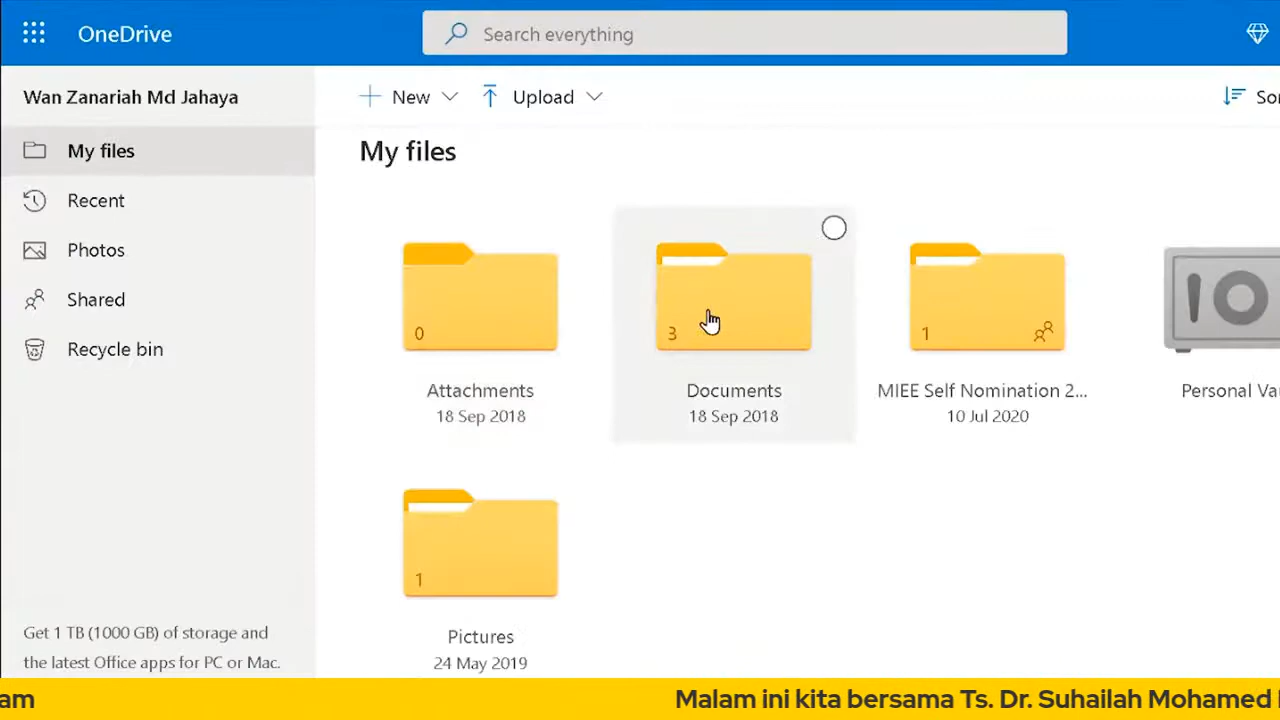 OneDrive
Search everything
Wan Zanariah Md Jahaya
New
Upload
My files
Recent
Photos
Shared
Recycle bin
My files
0
3
1
Attachments
Documents
MIEE Self Nomination 2...
Personal
18 Sep 2018
18 Sep 2018
10 Jul 2020
1
Pictures
24 May 2019
Get 1 TB (1000 GB) of storage and
the latest Office apps for PC or Mac.
Malam ini kita bersama Ts. Dr. Suhailah Mohamed